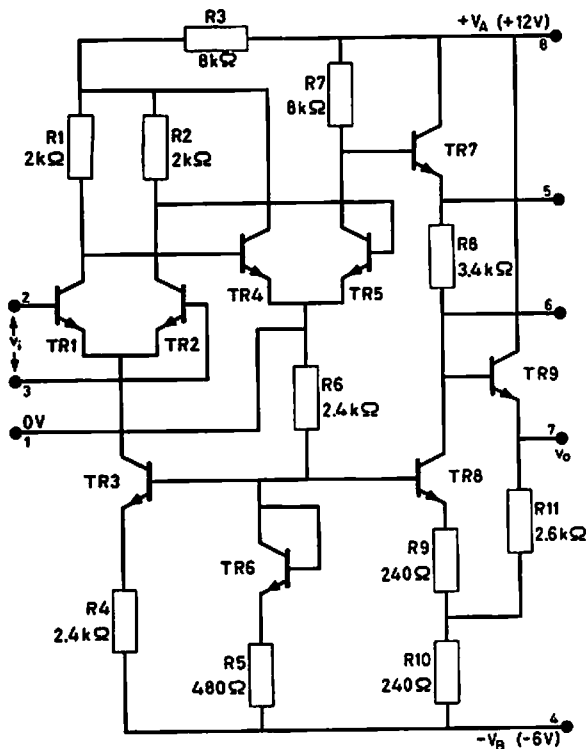 R3
8kΩ
+VA (+12V)
8
R7
8kΩ
R1
2kΩ
R2
2kΩ
TR7
5
R8
3.4kΩ
TR4
TR5
6
2
TR1
TR2
vi
3
TR9
R6
2.4kΩ
0V
1
7
vo
TR3
TR8
R11
2.6kΩ
TR6
R9
240Ω
R4
2.4kΩ
R5
480Ω
R10
240Ω
4
-VB (-6V)